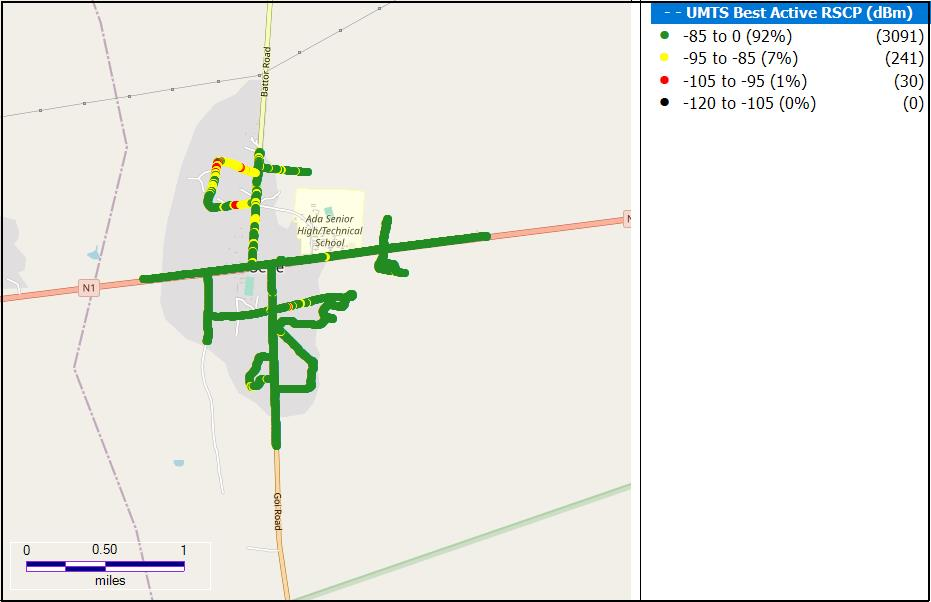 - - UMTS Best Active RSCP (dBm)
-85 to 0 (92%) (3091)
-95 to -85 (7%) (241)
-105 to -95 (1%) (30)
-120 to -105 (0%) (0)
Battor Road
Ada Senior
High/Technical
School
N1
Goi Road
0 0.50 1
miles